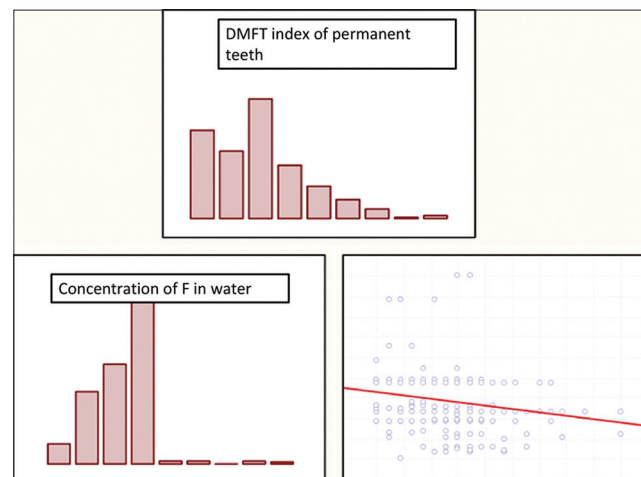 DMFT index of permanent
teeth
Concentration of F in water